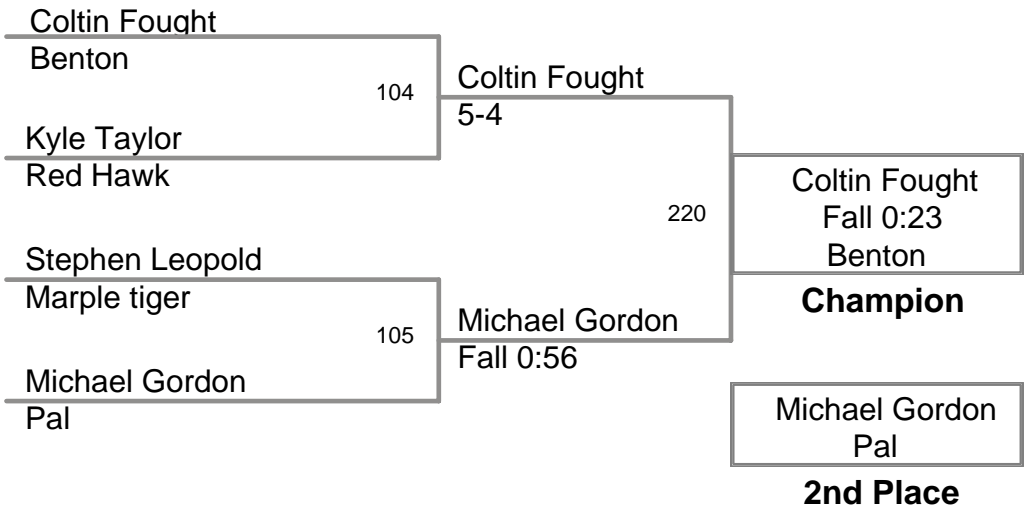 Coltin Fought
Benton
104
Kyle Taylor
Red Hawk
Stephen Leopold
Marple tiger
105
Michael Gordon
Pal
Coltin Fought
5-4
220
Michael Gordon
Fall 0:56
Coltin Fought
Fall 0:23
Benton
Champion
Michael Gordon
Pal
2nd Place